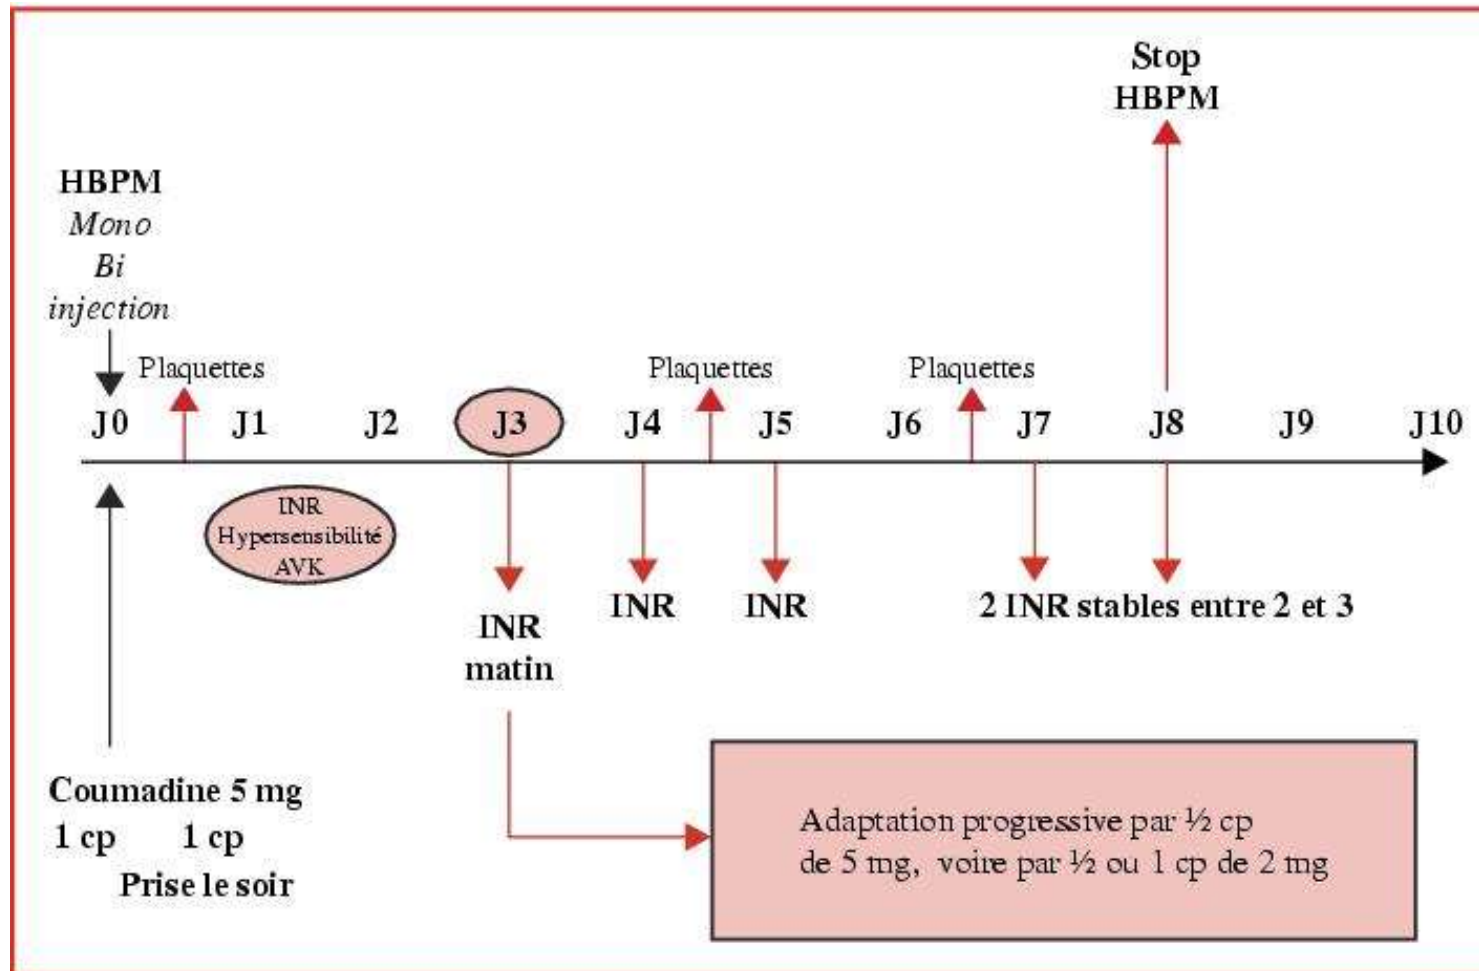 Stop
HBPM
HBPM
Mono
Bi
injection
Plaquettes
Plaquettes
Plaquettes
J0 J1 J2 J3 J4 J5 J6 J7 J8 J9 J10
INR
Hypersensibilité
AVK
INR
matin
INR
INR
2 INR stables entre 2 et 3
Coumadine 5 mg
1 cp 1 cp
Prise le soir
Adaptation progressive par ½ cp
de 5 mg, voire par ½ ou 1 cp de 2 mg